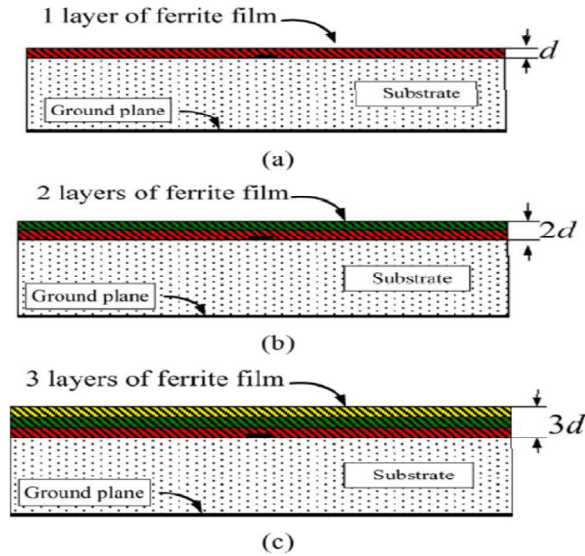 1 layer of ferrite film
d
Substrate
Ground plane
(a)
2 layers of ferrite film
2d
Substrate
Ground plane
(b)
3 layers of ferrite film
3d
Substrate
Ground plane
(c)